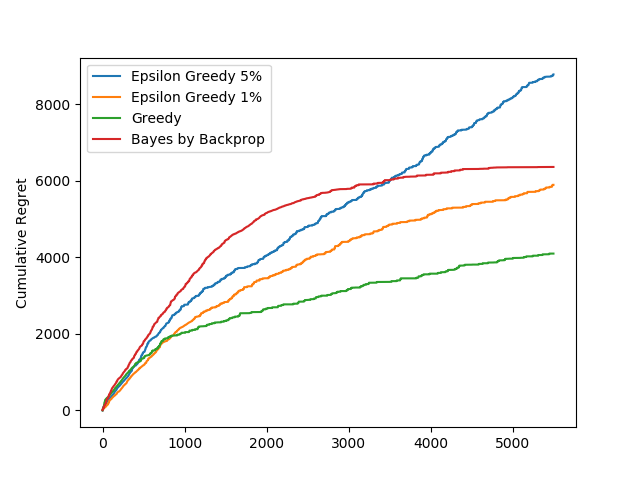 Epsilon Greedy 5%
Epsilon Greedy 1%
Greedy
Bayes by Backprop
8000
6000
4000
2000
0
Cumulative Regret
0 1000 2000 3000 4000 5000